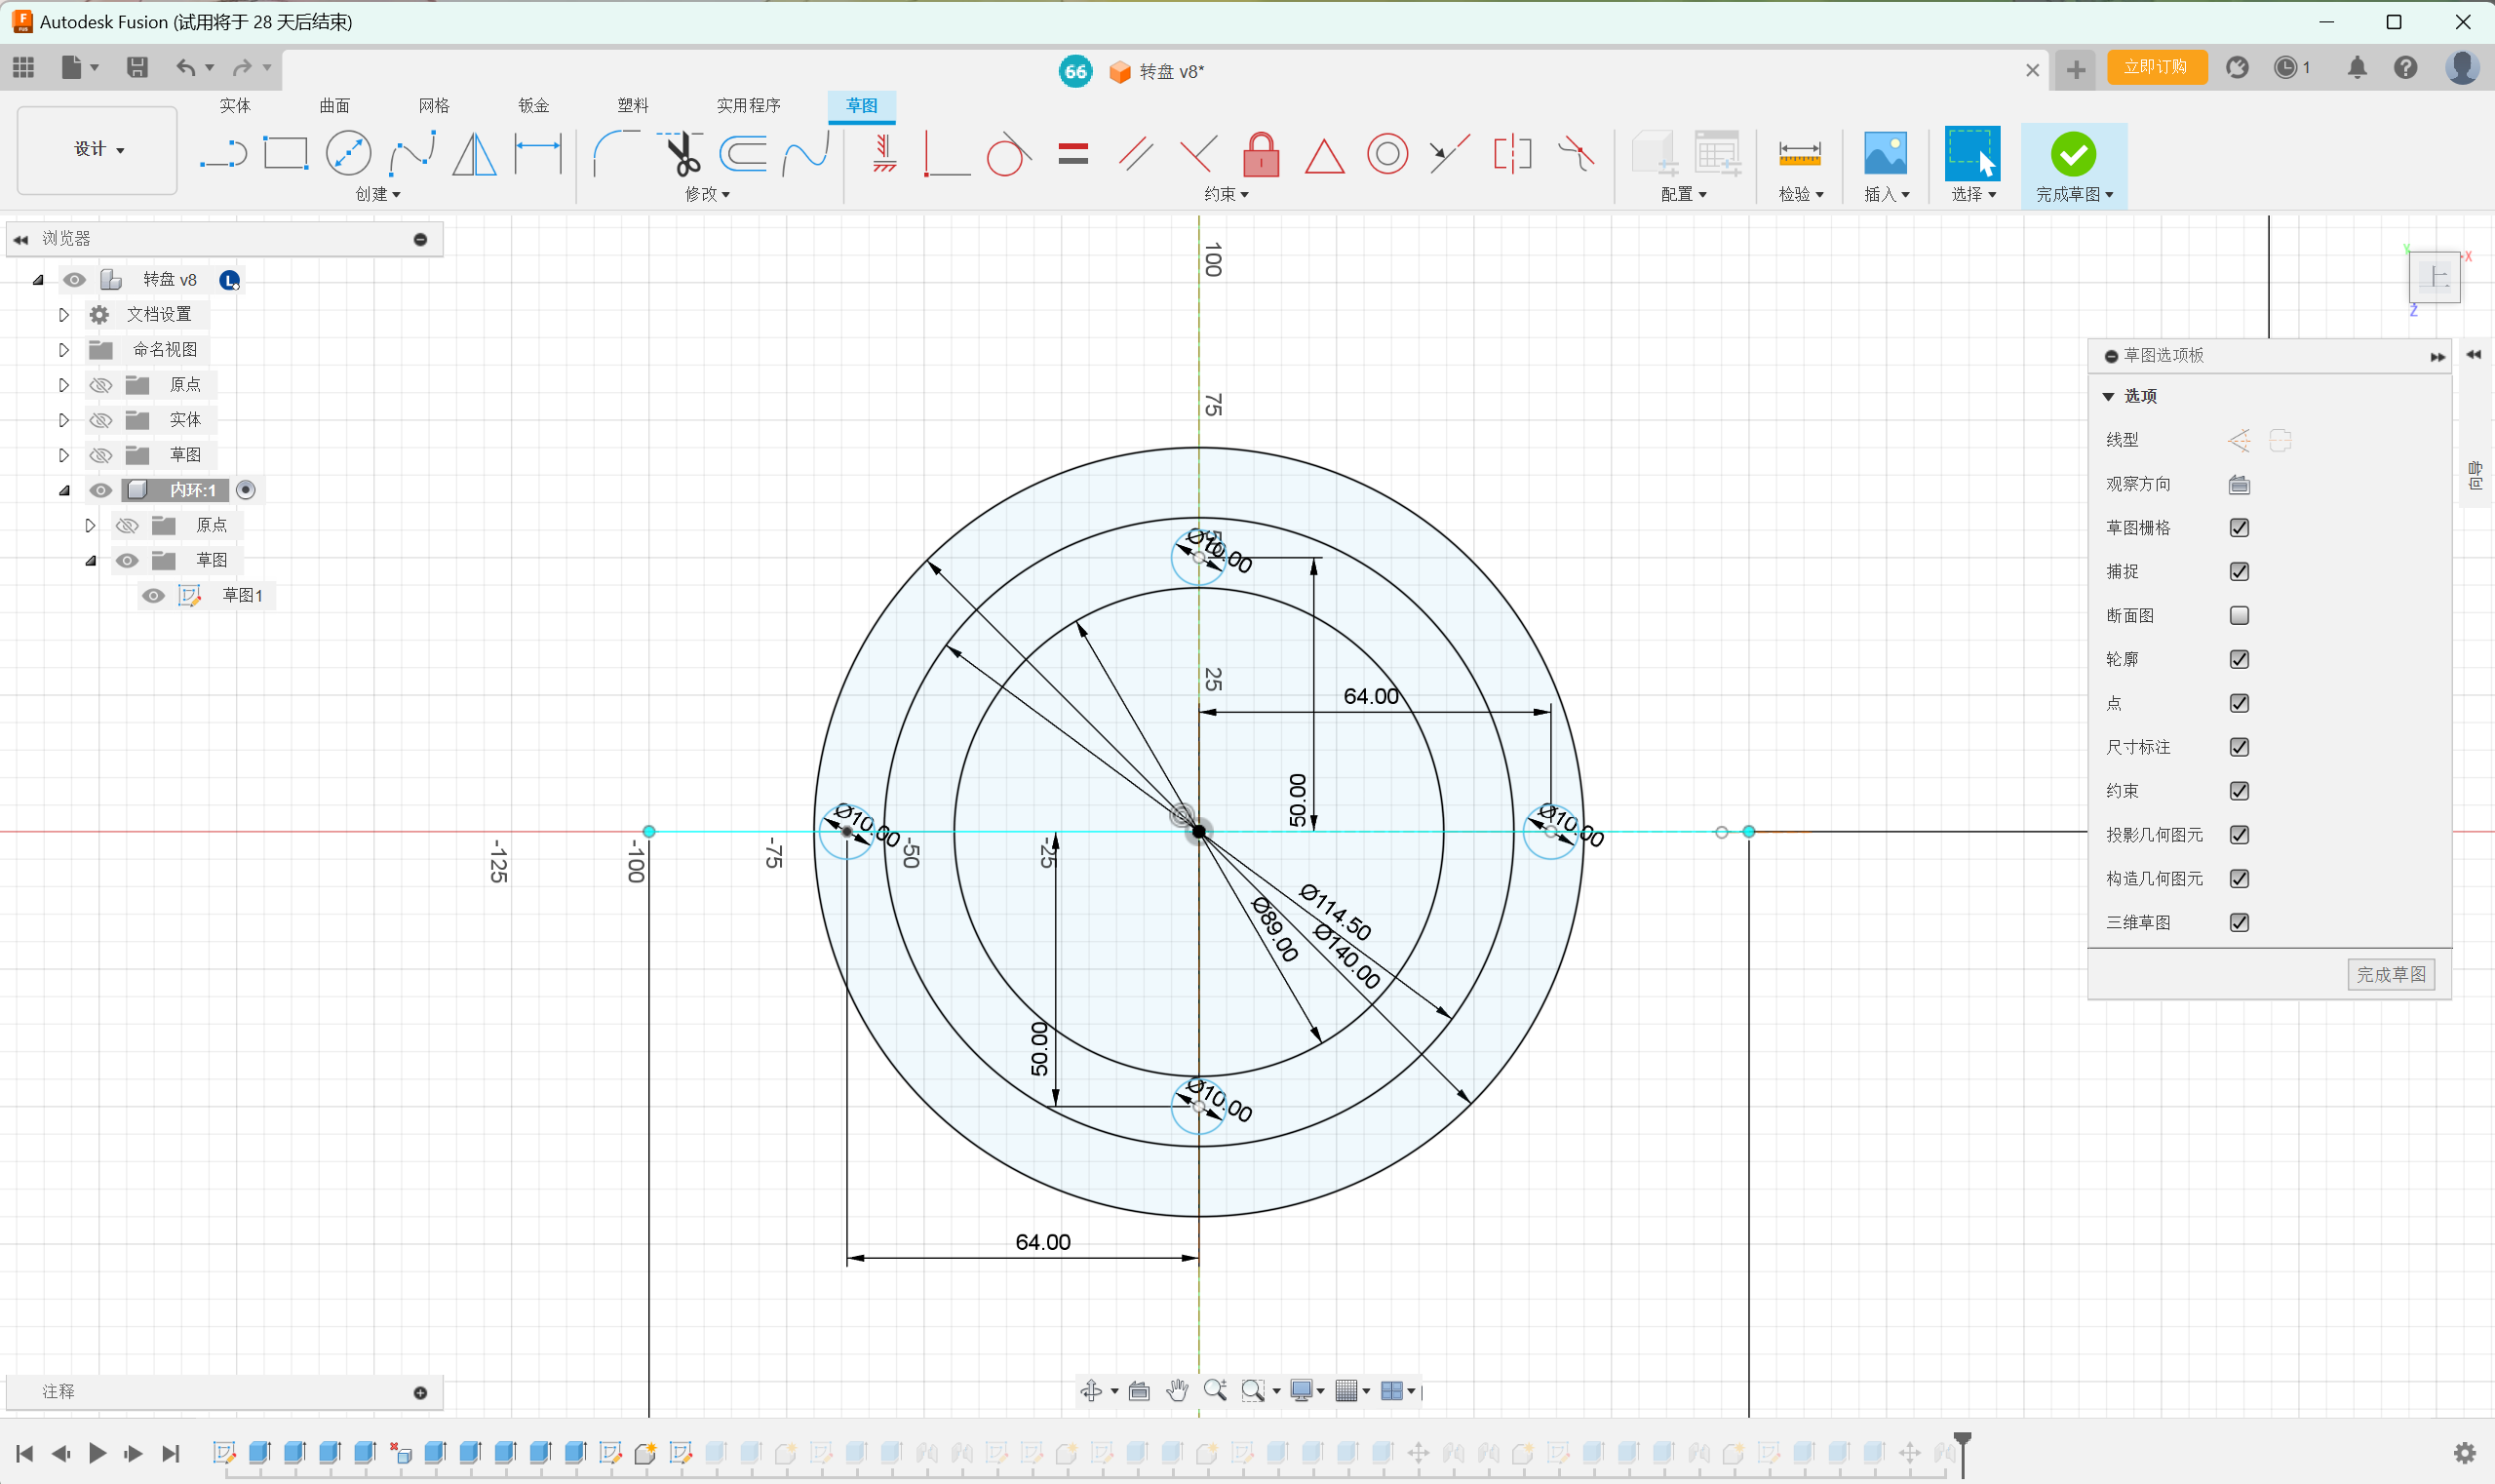 Autodesk Fusion (试用将于 28 天后结束)
66
转盘 v8*
立即订购
1
设计
实体 曲面 网格 钣金 塑料 实用程序 草图
创建 修改 约束 配置 检验 插入 选择 完成草图
浏览器
转盘 v8
L
文档设置
命名视图
原点
实体
草图
内环:1
原点
草图
草图1
100
75
25
-125
-100
-75
-50
-25
Ø10.00
64.00
50.00
Ø10.00
Ø10.00
Ø114.50
Ø89.00
Ø140.00
50.00
Ø10.00
64.00
Y
X
上
Z
草图选项板
选项
线型
观察方向
草图栅格
捕捉
断面图
轮廓
点
尺寸标注
约束
投影几何图元
构造几何图元
三维草图
完成草图
注释